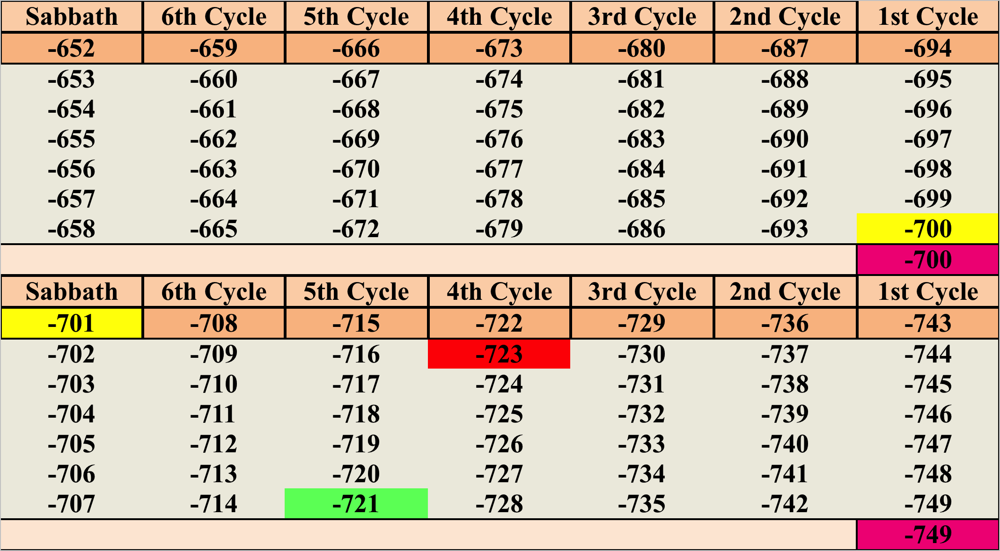 Sabbath 6th Cycle 5th Cycle 4th Cycle 3rd Cycle 2nd Cycle 1st Cycle
-652 -659 -666 -673 -680 -687 -694
-653 -660 -667 -674 -681 -688 -695
-654 -661 -668 -675 -682 -689 -696
-655 -662 -669 -676 -683 -690 -697
-656 -663 -670 -677 -684 -691 -698
-657 -664 -671 -678 -685 -692 -699
-658 -665 -672 -679 -686 -693 -700
-700
Sabbath 6th Cycle 5th Cycle 4th Cycle 3rd Cycle 2nd Cycle 1st Cycle
-701 -708 -715 -722 -729 -736 -743
-702 -709 -716 -723 -730 -737 -744
-703 -710 -717 -724 -731 -738 -745
-704 -711 -718 -725 -732 -739 -746
-705 -712 -719 -726 -733 -740 -747
-706 -713 -720 -727 -734 -741 -748
-707 -714 -721 -728 -735 -742 -749
-749